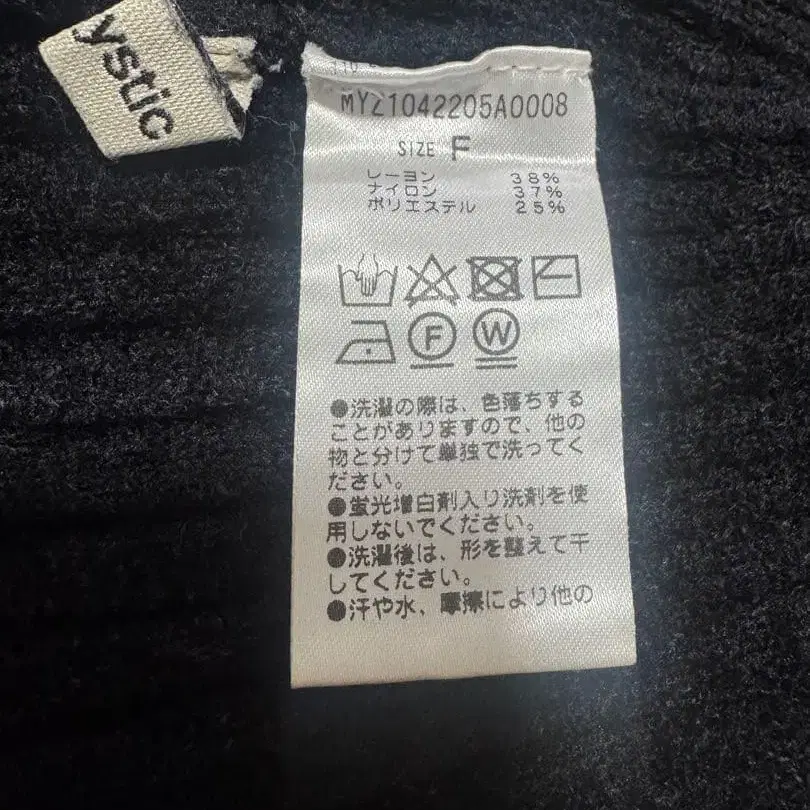 ystic
MYZ1042205A0008
SIZE F
レーヨン 38%
ナイロン 37%
ポリエステル 25%
F W
●洗濯の際は、色落ちする
ことがありますので、他の
物と分けて単独で洗ってく
ださい。
●蛍光増白剤入り洗剤を使
用しないでください。
●洗濯後は、形を整えて干
してください。
●汗や水、摩擦により他の